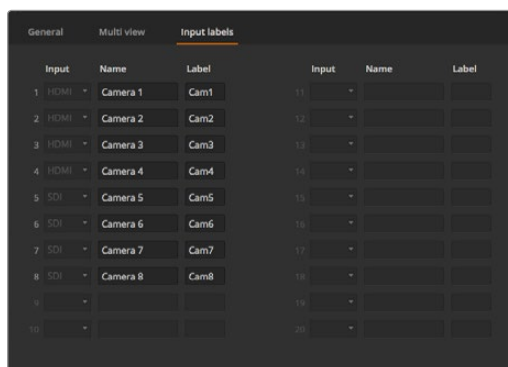 General Multi view Input labels
Input Name Label Input Name Label
1 HDMI Camera 1 Cam1 11
2 HDMI Camera 2 Cam2 12
3 HDMI Camera 3 Cam3 13
4 HDMI Camera 4 Cam4 14
5 SDI Camera 5 Cam5 15
6 SDI Camera 6 Cam6 16
7 SDI Camera 7 Cam7 17
8 SDI Camera 8 Cam8 18
9 19
10 20